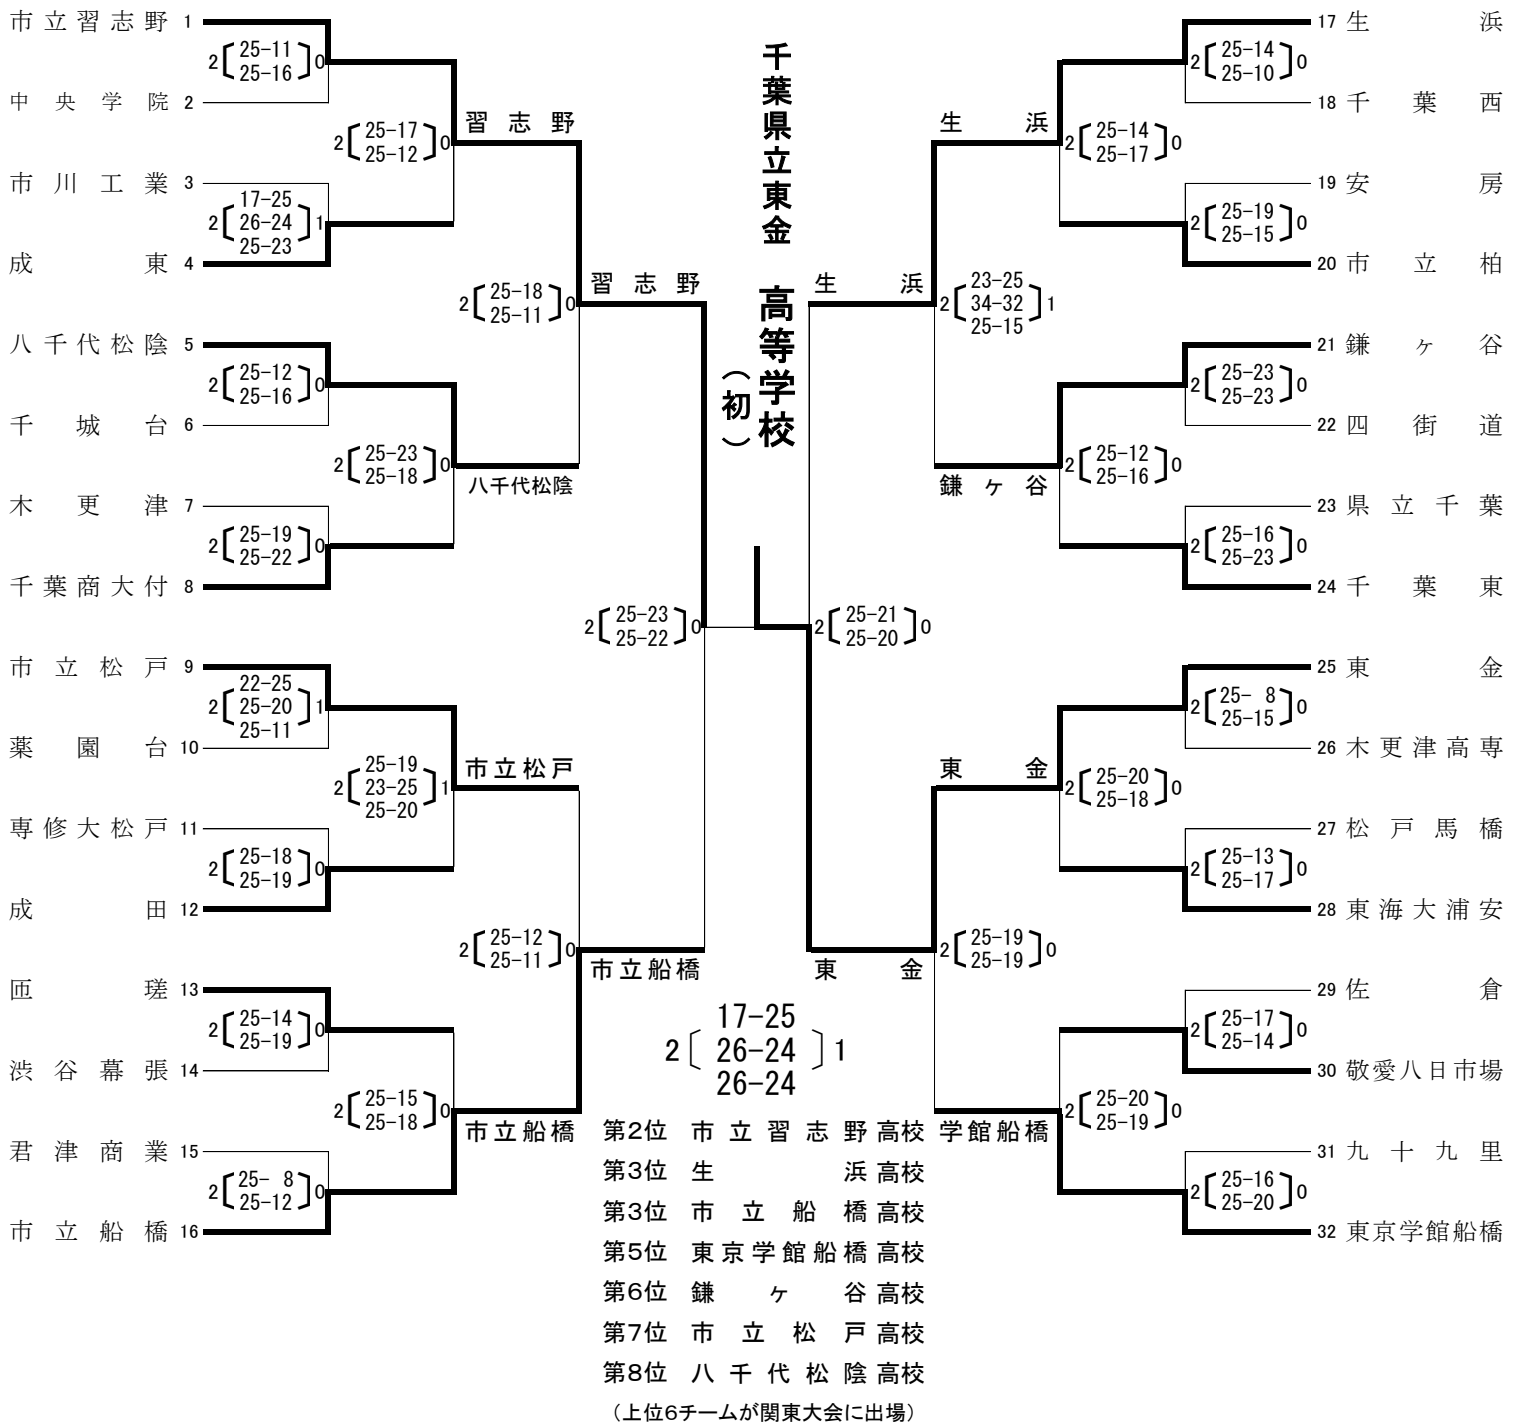 市立習志野 1
2 25-11 25-16 0
中央学院 2
2 25-17 25-12 0
市川工業 3
2 17-25 26-24 25-23 1
成東 4
習志野
2 25-18 25-11 0
八千代松陰 5
2 25-12 25-16 0
千城台 6
2 25-23 25-18 0
八千代松陰
木更津 7
2 25-19 25-22 0
千葉商大付 8
習志野
2 25-23 25-22 0
市立松戸 9
2 22-25 25-20 25-11 1
薬園台 10
2 25-19 23-25 25-20 1
市立松戸
専修大松戸 11
2 25-18 25-19 0
成田 12
2 25-12 25-11 0
市立船橋
匝瑳 13
2 25-14 25-19 0
渋谷幕張 14
2 25-15 25-18 0
市立船橋
君津商業 15
2 25- 8 25-12 0
市立船橋 16
千葉県立東金 高等学校
(初)
17 生浜
2 25-14 25-10 0
18 千葉西
生浜
2 25-14 25-17 0
19 安房
2 25-19 25-15 0
20 市立柏
生浜
2 23-25 34-32 25-15 1
21 鎌ヶ谷
2 25-23 25-23 0
22 四街道
鎌ヶ谷
2 25-12 25-16 0
23 県立千葉
2 25-16 25-23 0
24 千葉東
2 25-21 25-20 0
25 東金
2 25- 8 25-15 0
26 木更津高専
東金
2 25-20 25-18 0
27 松戸馬橋
2 25-13 25-17 0
28 東海大浦安
東金
2 25-19 25-19 0
29 佐倉
2 25-17 25-14 0
30 敬愛八日市場
学館船橋
2 25-20 25-19 0
31 九十九里
2 25-16 25-20 0
32 東京学館船橋
17-25
2 26-24 1
26-24
第2位 市立習志野高校
第3位 生浜高校
第3位 市立船橋高校
第5位 東京学館船橋高校
第6位 鎌ヶ谷高校
第7位 市立松戸高校
第8位 八千代松陰高校
(上位6チームが関東大会に出場)